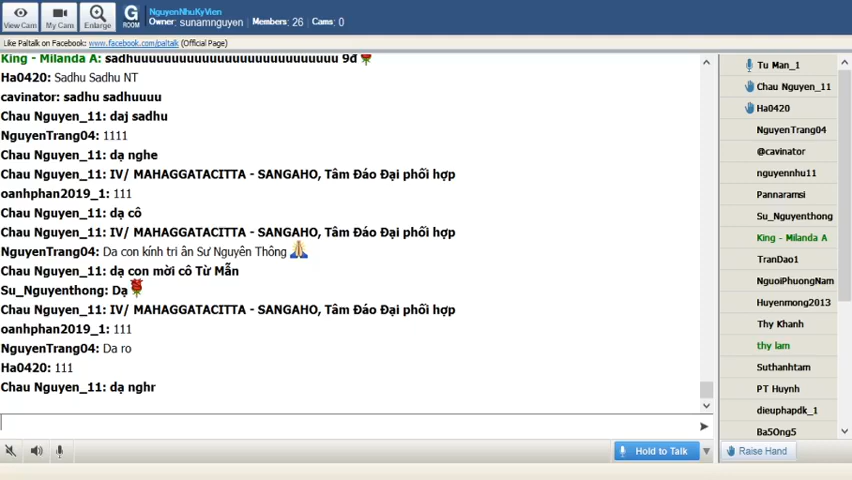 NguyenNhuKyVien
Owner: sunamnguyen Members: 26 Cams: 0
View Cam
My Cam
Enlarge
G
ROOM
Like Paltalk on Facebook: www.facebook.com/paltalk (Official Page)
King - Milanda A: sadhuuuuuuuuuuuuuuuuuuuuuuuuuuu 9đ
Ha0420: Sadhu Sadhu NT
cavinator: sadhu sadhuuuu
Chau Nguyen_11: daj sadhu
NguyenTrang04: 1111
Chau Nguyen_11: dạ nghe
Chau Nguyen_11: IV/ MAHAGGATACITTA - SANGAHO, Tâm Đáo Đại phối hợp
oanhphan2019_1: 111
Chau Nguyen_11: dạ cô
Chau Nguyen_11: IV/ MAHAGGATACITTA - SANGAHO, Tâm Đáo Đại phối hợp
NguyenTrang04: Da con kính tri ân Sư Nguyên Thông
Chau Nguyen_11: dạ con mời cô Từ Mẫn
Su_Nguyenthong: Dạ
Chau Nguyen_11: IV/ MAHAGGATACITTA - SANGAHO, Tâm Đáo Đại phối hợp
oanhphan2019_1: 111
NguyenTrang04: Da ro
Ha0420: 111
Chau Nguyen_11: dạ nghr
Hold to Talk
Tu Man_1
Chau Nguyen_11
Ha0420
NguyenTrang04
@cavinator
nguyennhu11
Pannaramsi
Su_Nguyenthong
King - Milanda A
TranDao1
NguoiPhuongNam
Huyenmong2013
Thy Khanh
thy lam
Suthanhtam
PT Huynh
dieuphapdk_1
Ba5Ong5
Raise Hand